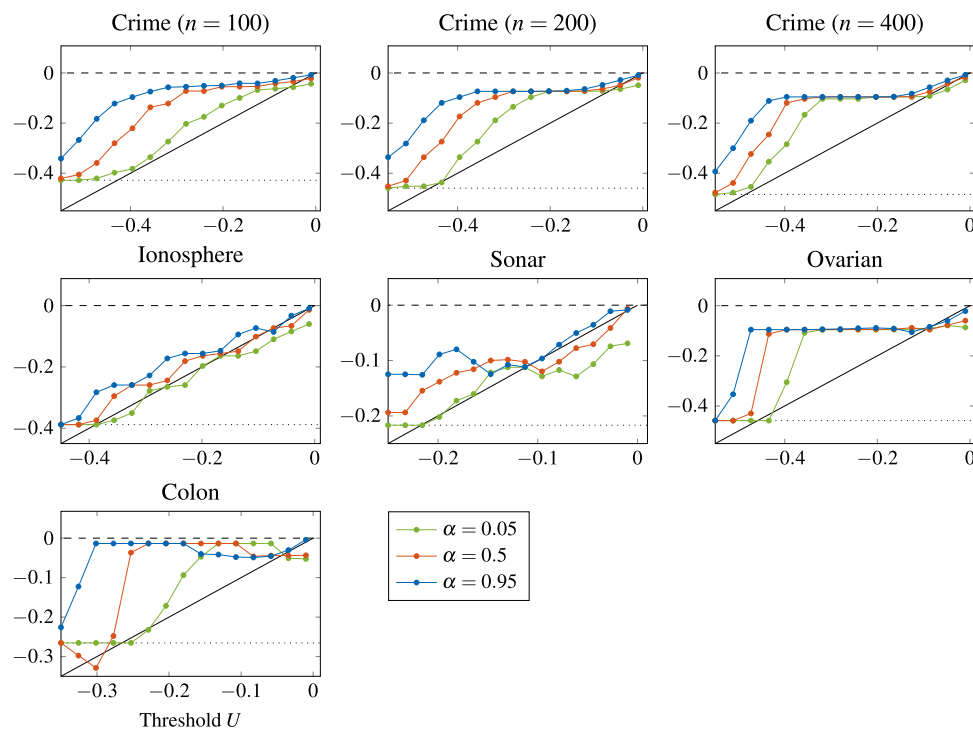 Crime (n = 100) Crime (n = 200) Crime (n = 400)
0 0 0
−0.2 −0.2 −0.2
−0.4 −0.4 −0.4
−0.4 −0.2 0 −0.4 −0.2 0 −0.4 −0.2 0
Ionosphere Sonar Ovarian
0 0 0
−0.2 −0.1 −0.2
−0.4 −0.2 −0.4
−0.4 −0.2 0 −0.2 −0.1 0 −0.4 −0.2 0
Colon
0
−0.1
−0.2
−0.3
−0.3 −0.2 −0.1 0
Threshold U
α = 0.05
α = 0.5
α = 0.95